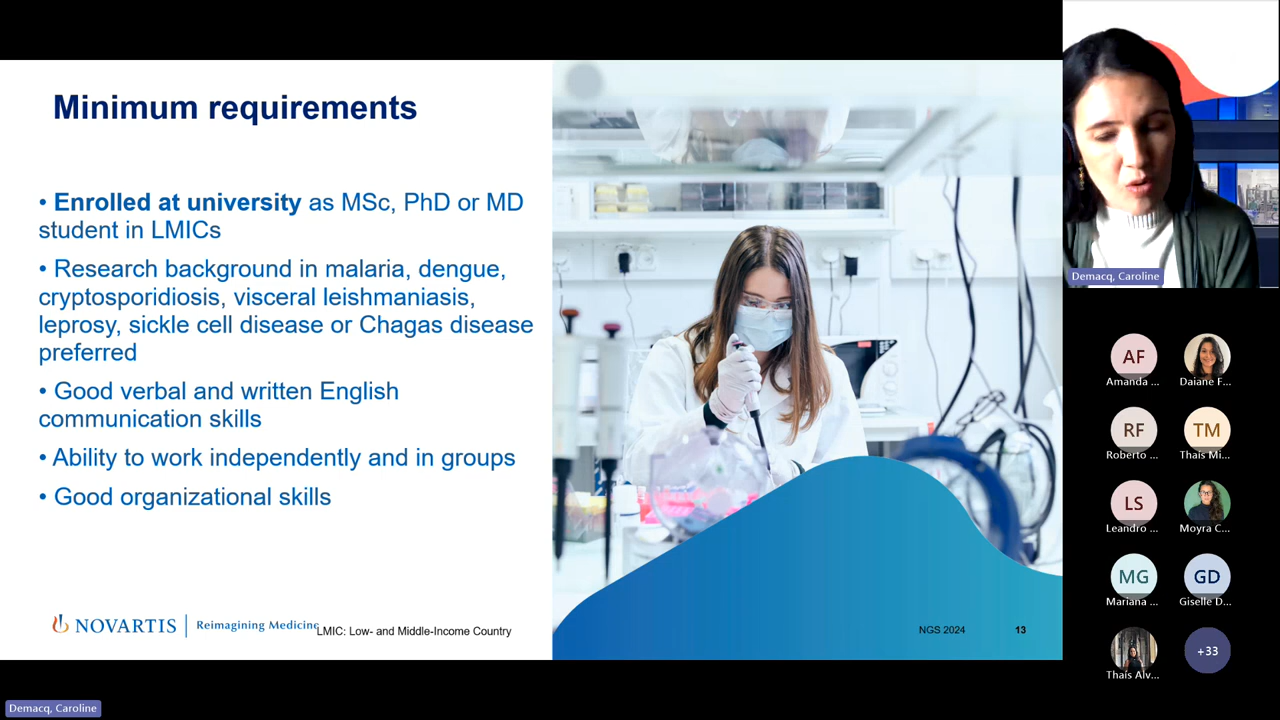 Minimum requirements
• Enrolled at university as MSc, PhD or MD
student in LMICs
• Research background in malaria, dengue,
cryptosporidiosis, visceral leishmaniasis,
leprosy, sickle cell disease or Chagas disease
preferred
• Good verbal and written English
communication skills
• Ability to work independently and in groups
• Good organizational skills
NOVARTIS | Reimagining Medicine
LMIC: Low- and Middle-Income Country
NGS 2024
13
Demacq, Caroline
AF
Amanda ...
Daiane F...
RF
Roberto ...
TM
Thais Mi...
LS
Leandro ...
Moyra C...
MG
Mariana ...
GD
Giselle D...
Thaís Alv...
+33
Demacq, Caroline